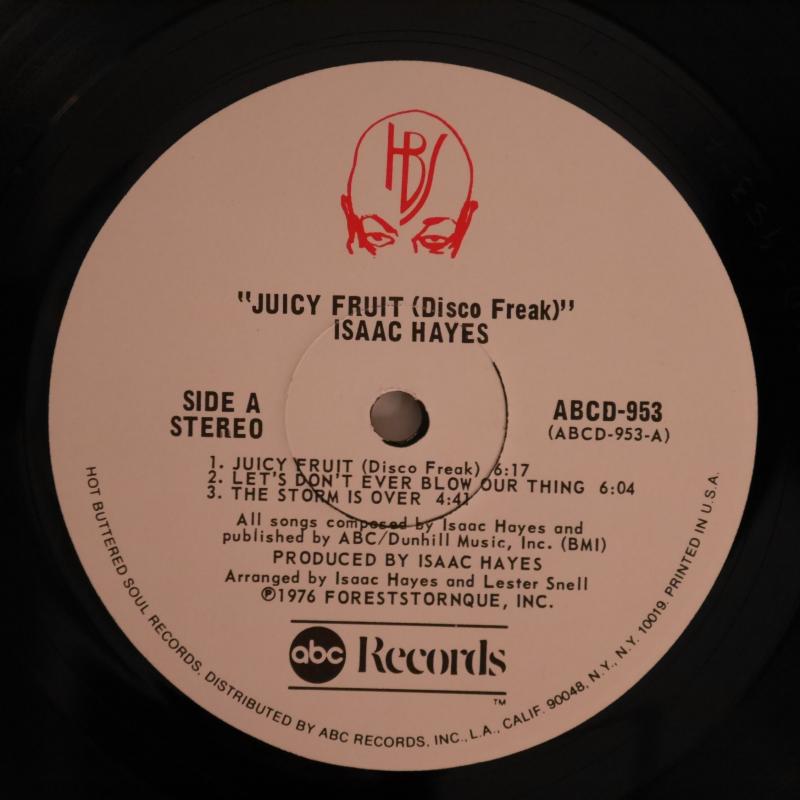 HBS
"JUICY FRUIT (Disco Freak)"
ISAAC HAYES
SIDE A
STEREO
ABCD-953
(ABCD-953-A)
1. JUICY FRUIT (Disco Freak) 6:17
2. LET'S DON'T EVER BLOW OUR THING 6:04
3. THE STORM IS OVER 4:41
All songs composed by Isaac Hayes and
published by ABC/Dunhill Music, Inc. (BMI)
PRODUCED BY ISAAC HAYES
Arranged by Isaac Hayes and Lester Snell
℗1976 FORESTSTORNQUE, INC.
abc Records
™
HOT BUTTERED SOUL RECORDS. DISTRIBUTED BY ABC RECORDS. INC., L.A., CALIF. 90048, N.Y., N.Y. 10019. PRINTED IN U.S.A.